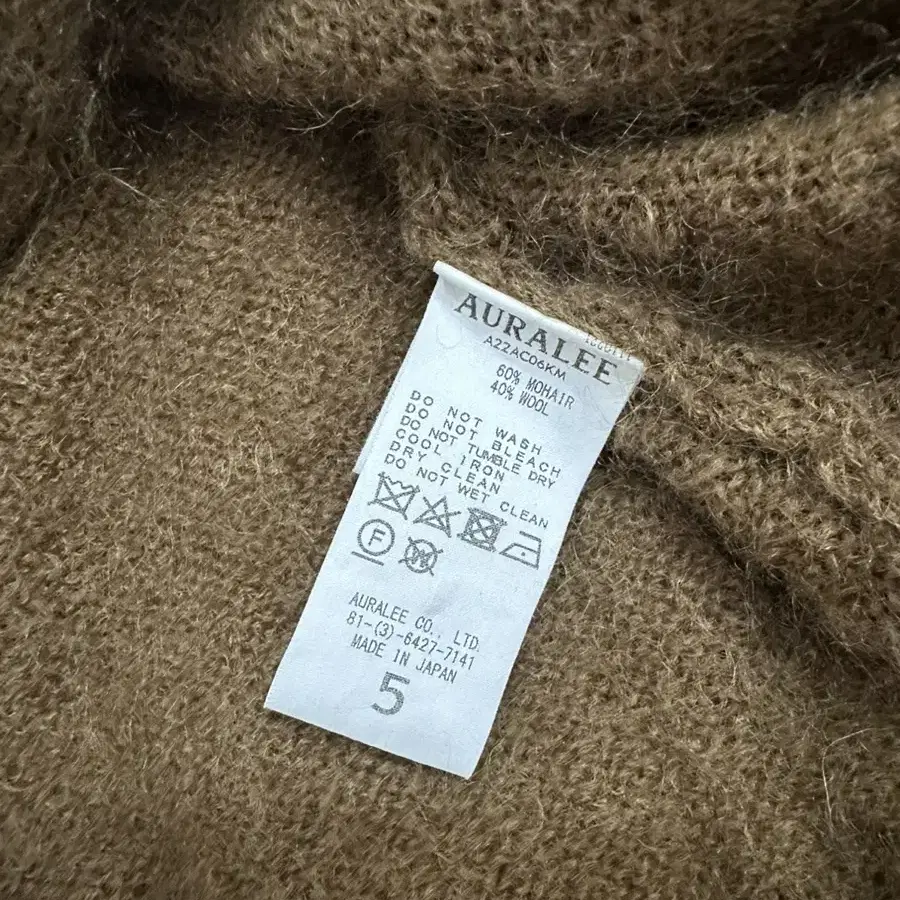 AURALEE
A22AC06KM
60% MOHAIR
40% WOOL
DO NOT WASH
DO NOT BLEACH
DO NOT TUMBLE DRY
COOL IRON
DRY CLEAN
DO NOT WET CLEAN
F
W
AURALEE CO., LTD.
81-(3)-6427-7141
MADE IN JAPAN
5